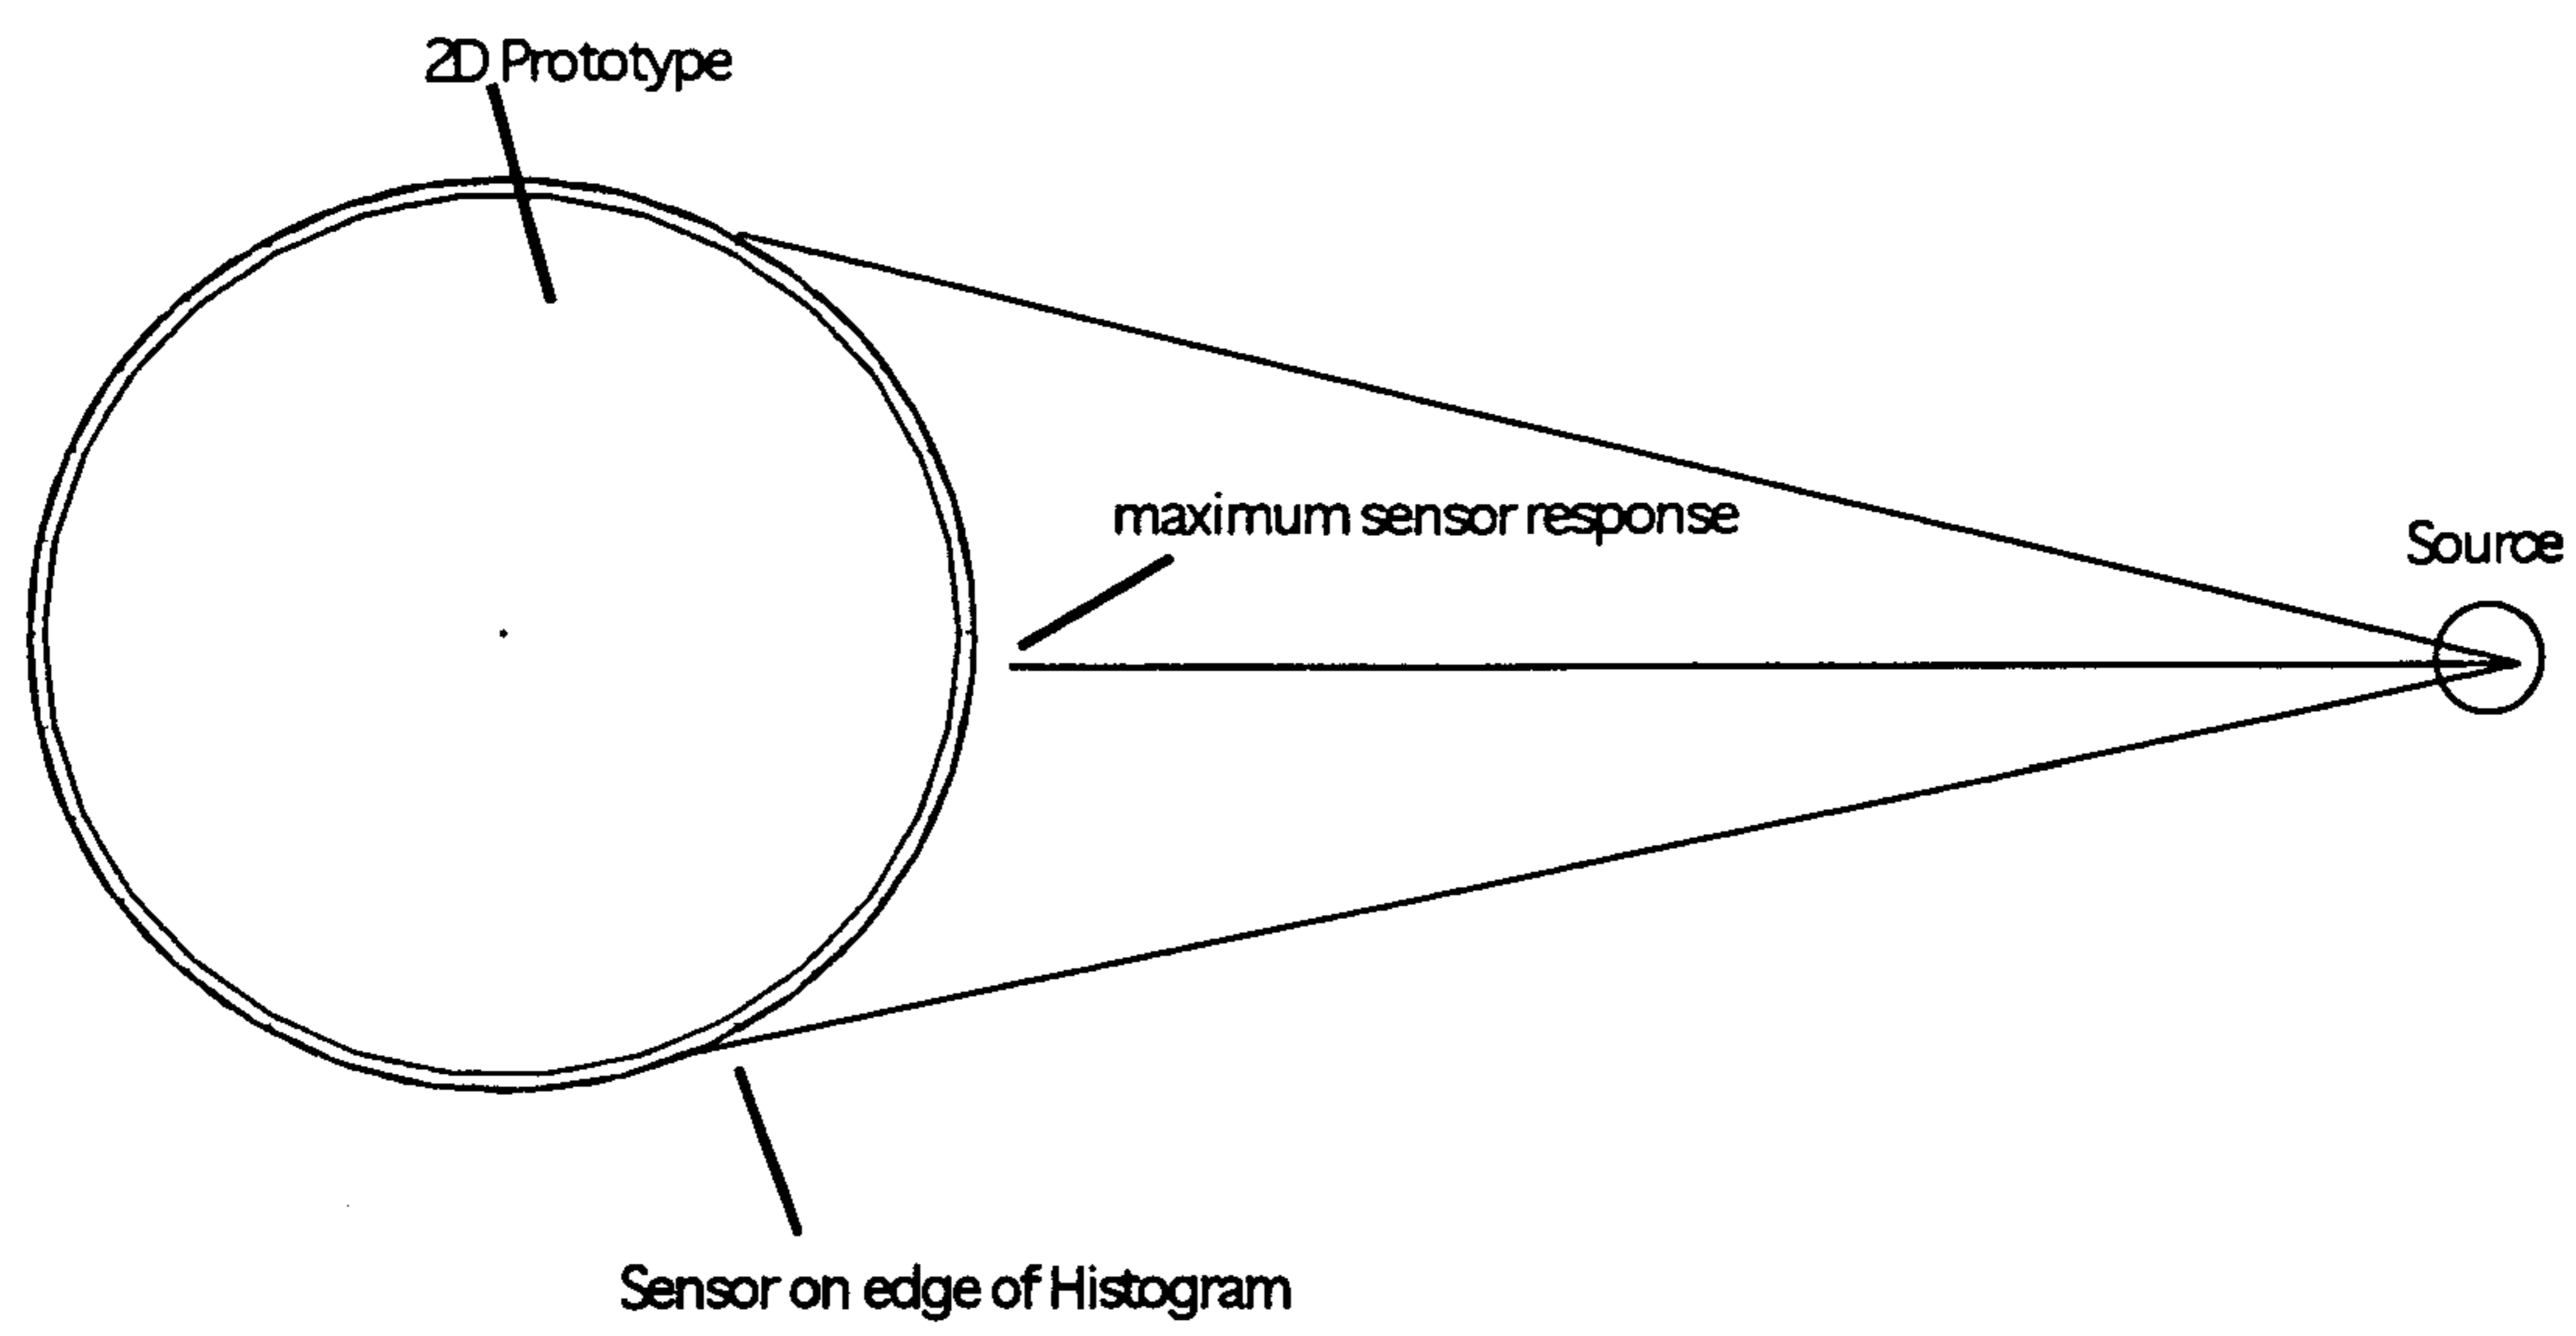 2D Prototype
maximum sensor response
Source
Sensor on edge of Histogram